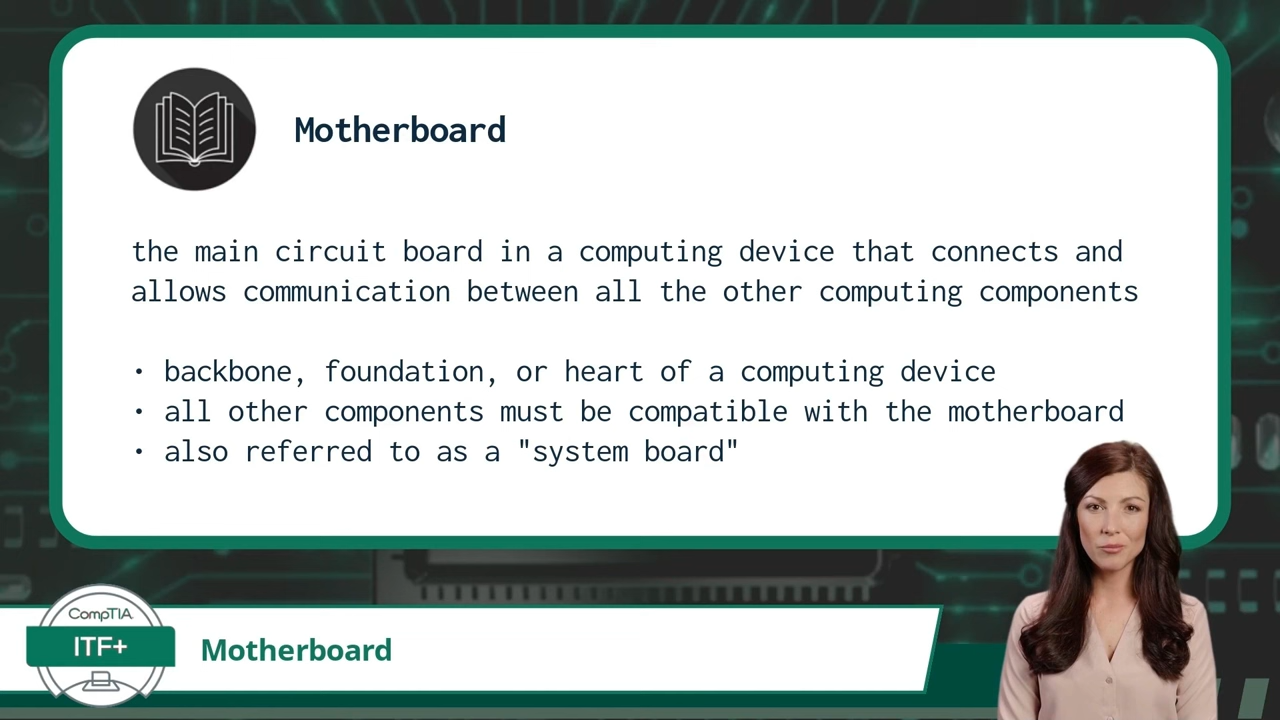 Motherboard
the main circuit board in a computing device that connects and
allows communication between all the other computing components
• backbone, foundation, or heart of a computing device
• all other components must be compatible with the motherboard
• also referred to as a "system board"
CompTIA.
ITF+
Motherboard